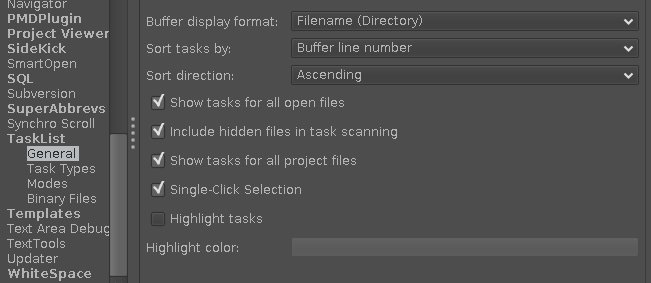 Navigator
PMDPlugin
Project Viewer
SideKick
SmartOpen
SQL
Subversion
SuperAbbrevs
Synchro Scroll
TaskList
General
Task Types
Modes
Binary Files
Templates
Text Area Debug
TextTools
Updater
WhiteSpace
Buffer display format: Filename (Directory)
Sort tasks by: Buffer line number
Sort direction: Ascending
Show tasks for all open files
Include hidden files in task scanning
Show tasks for all project files
Single-Click Selection
Highlight tasks
Highlight color: